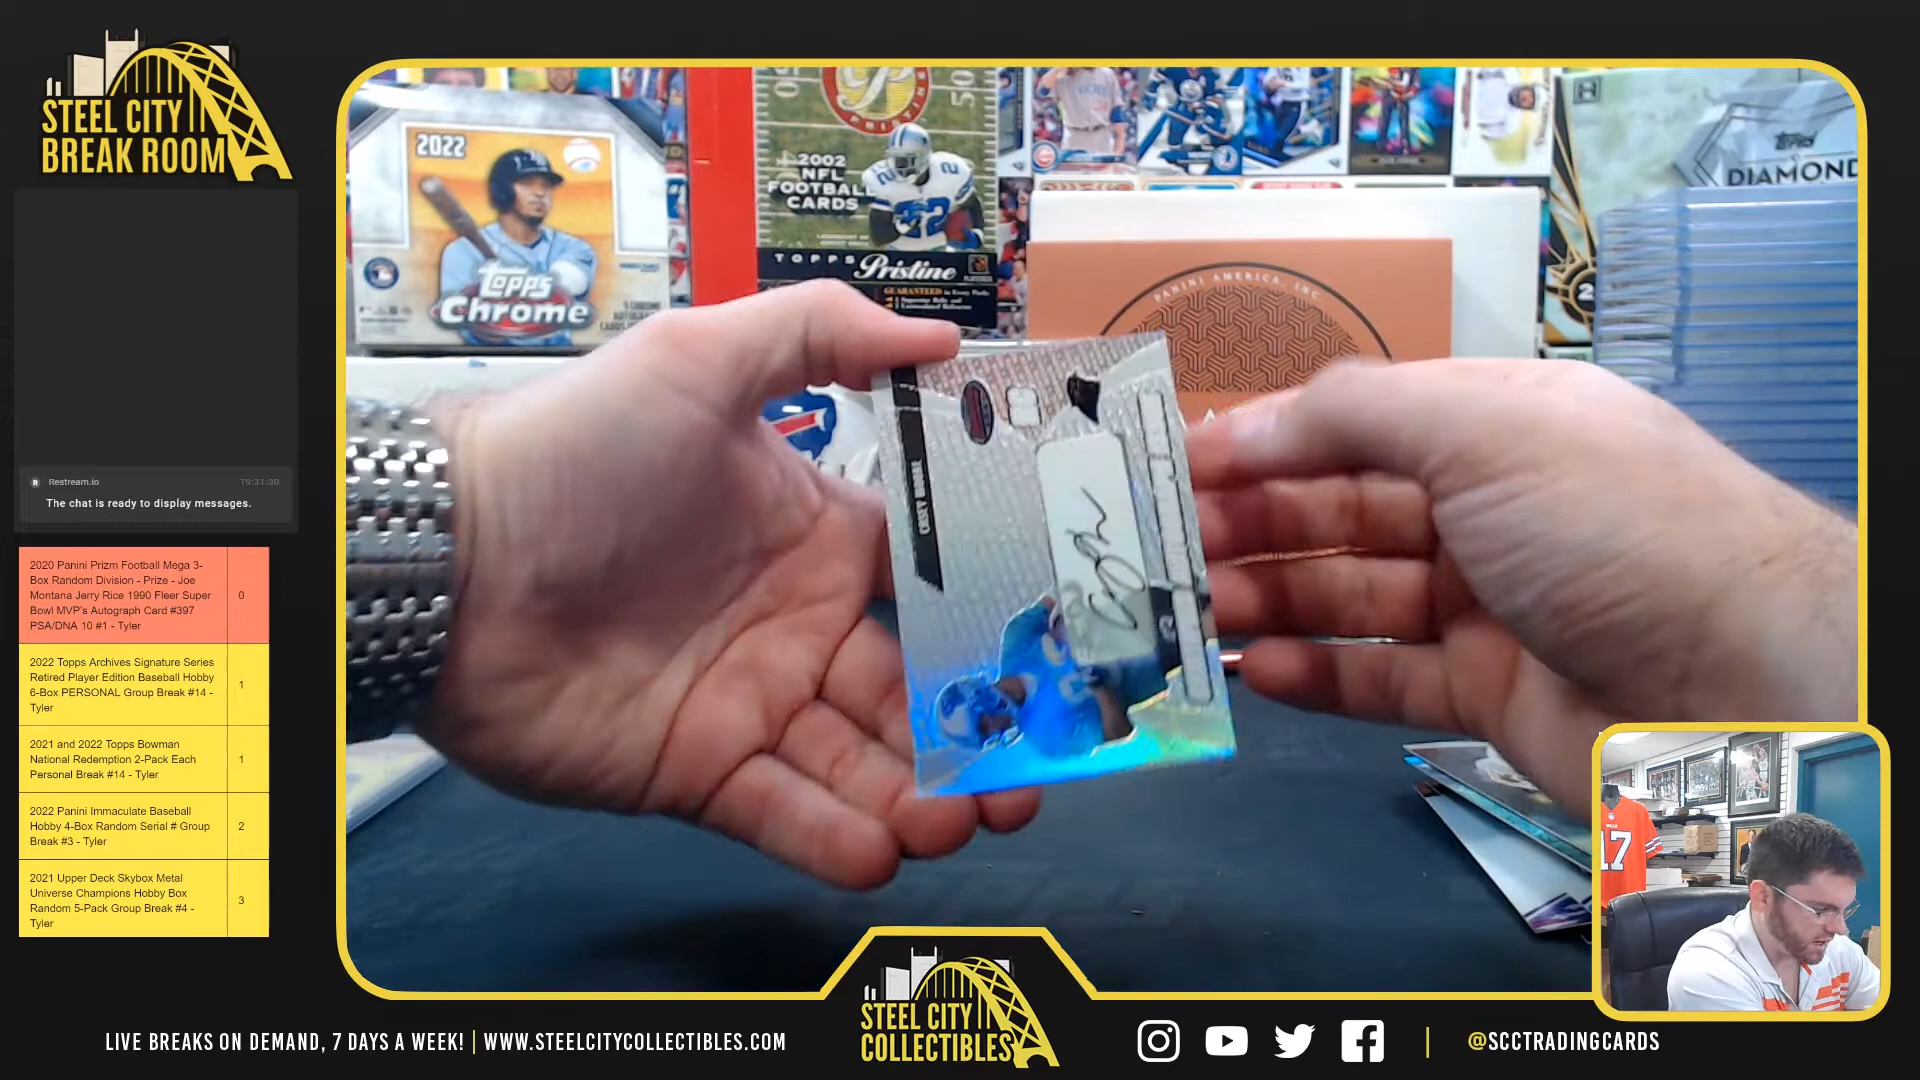 STEEL CITY
BREAK ROOM
Restream.io
19:31:30
The chat is ready to display messages.
2020 Panini Prizm Football Mega 3-
Box Random Division - Prize - Joe
Montana Jerry Rice 1990 Fleer Super
Bowl MVP's Autograph Card #397
PSA/DNA 10 #1 - Tyler
0
2022 Topps Archives Signature Series
Retired Player Edition Baseball Hobby
6-Box PERSONAL Group Break #14 -
Tyler
1
2021 and 2022 Topps Bowman
National Redemption 2-Pack Each
Personal Break #14 - Tyler
1
2022 Panini Immaculate Baseball
Hobby 4-Box Random Serial # Group
Break #3 - Tyler
2
2021 Upper Deck Skybox Metal
Universe Champions Hobby Box
Random 5-Pack Group Break #4 -
Tyler
3
2022
Topps
Chrome
2002
NFL
FOOTBALL
CARDS
22
TOPPS Pristine
GUARANTEED
PANINI AMERICA, INC.
Topps
DIAMOND
17
STEEL CITY
COLLECTIBLES
LIVE BREAKS ON DEMAND, 7 DAYS A WEEK! | WWW.STEELCITYCOLLECTIBLES.COM
@SCCTRADINGCARDS